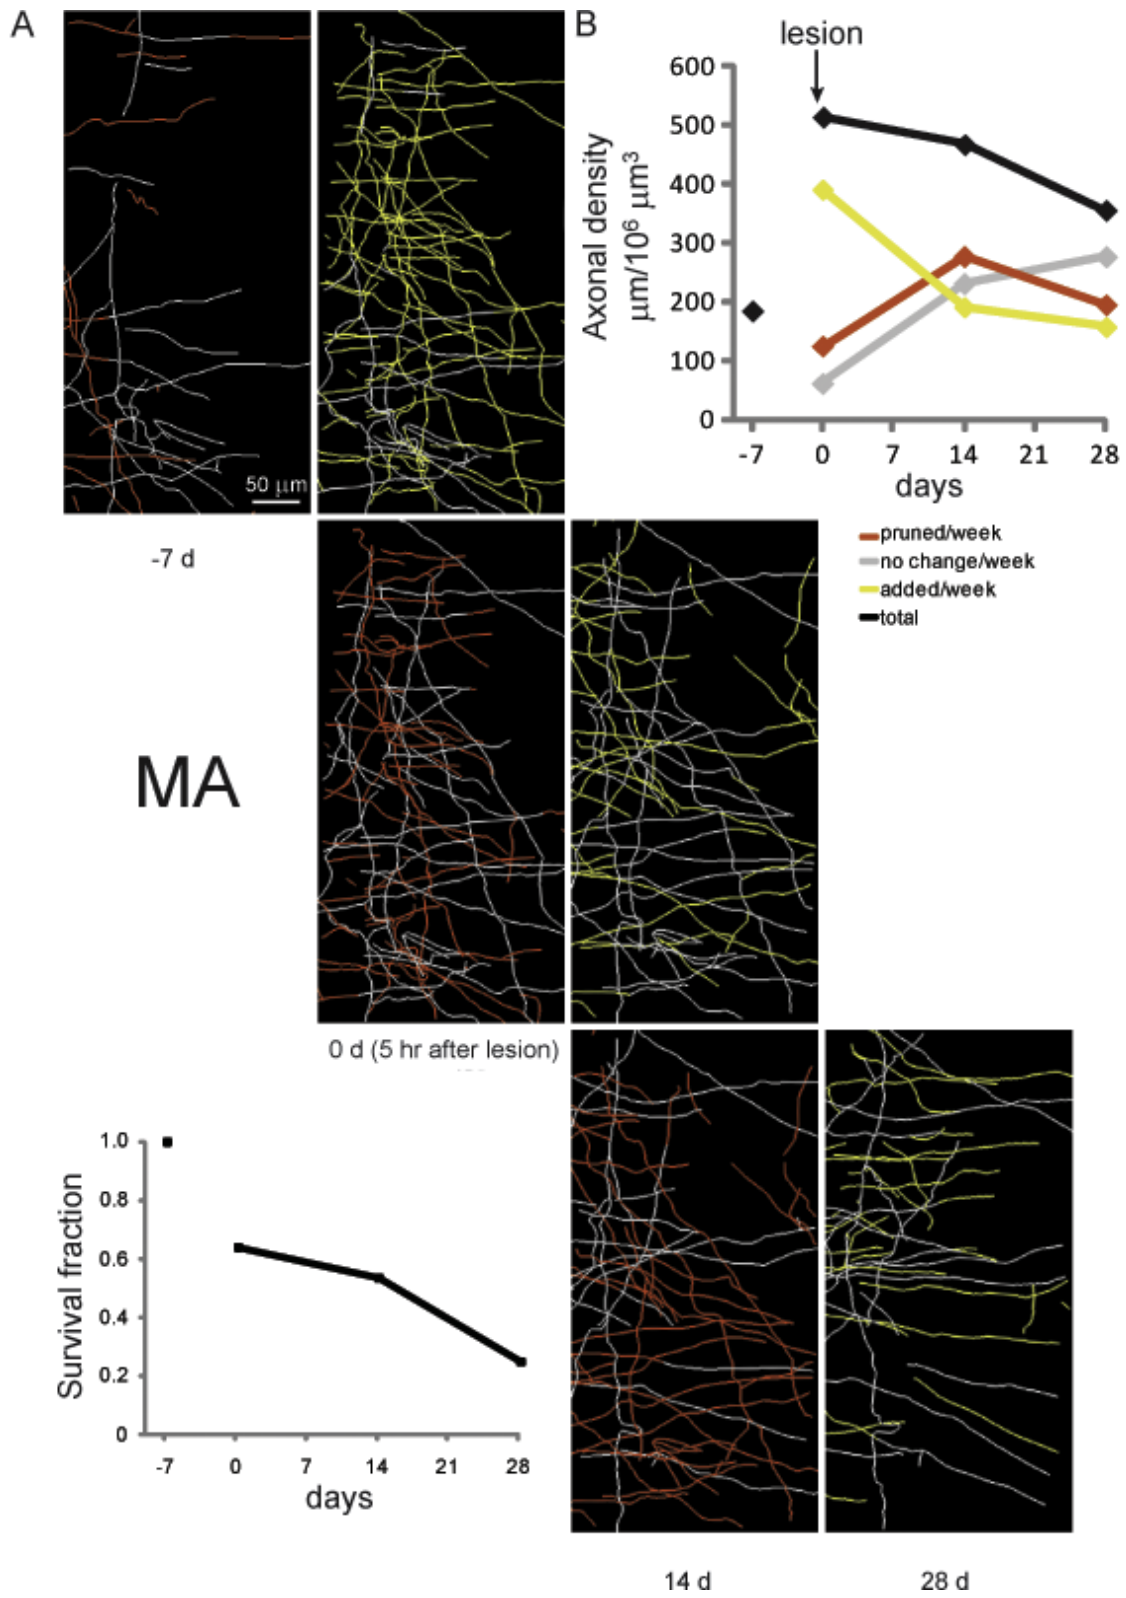 A
B
lesion
600
500
400
300
200
100
0
Axonal density
μm/10⁶ μm³
-7 0 7 14 21 28
days
50 μm
-7 d
pruned/week
no change/week
added/week
total
MA
0 d (5 hr after lesion)
1.0
0.8
0.6
0.4
0.2
0
Survival fraction
-7 0 7 14 21 28
days
14 d 28 d